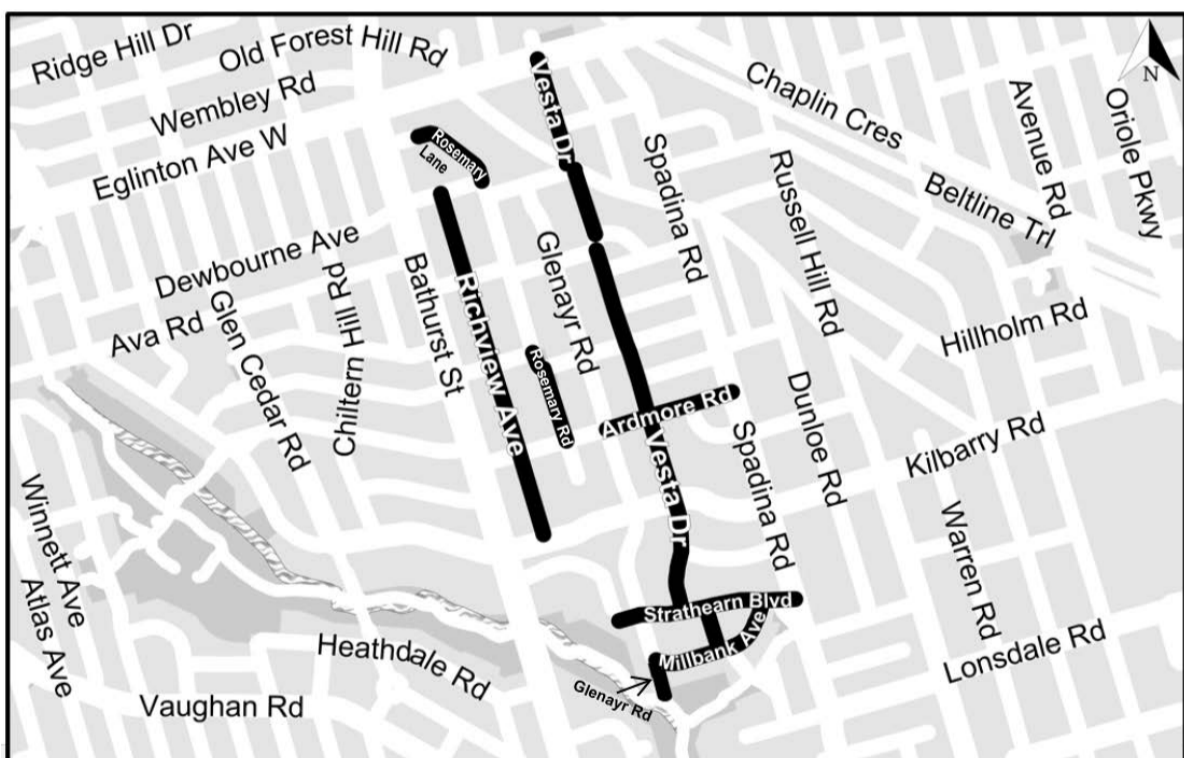 Ridge Hill Dr
Old Forest Hill Rd
Wembley Rd
Eglinton Ave W
Vesta Dr
Chaplin Cres
Avenue Rd
Oriole Pkwy
N
Rosemary
Lane
Spadina Rd
Russell Hill Rd
Beltline Trl
Dewbourne Ave
Ava Rd
Glen Cedar Rd
Chiltern Hill Rd
Bathurst St
Richview Ave
Glenayr Rd
Rosemary Rd
Ardmore Rd
Hillholm Rd
Vesta Dr
Spadina Rd
Dunloe Rd
Kilbarry Rd
Winnett Ave
Atlas Ave
Warren Rd
Strathearn Blvd
Millbank Ave
Heathdale Rd
Glenayr Rd
Lonsdale Rd
Vaughan Rd